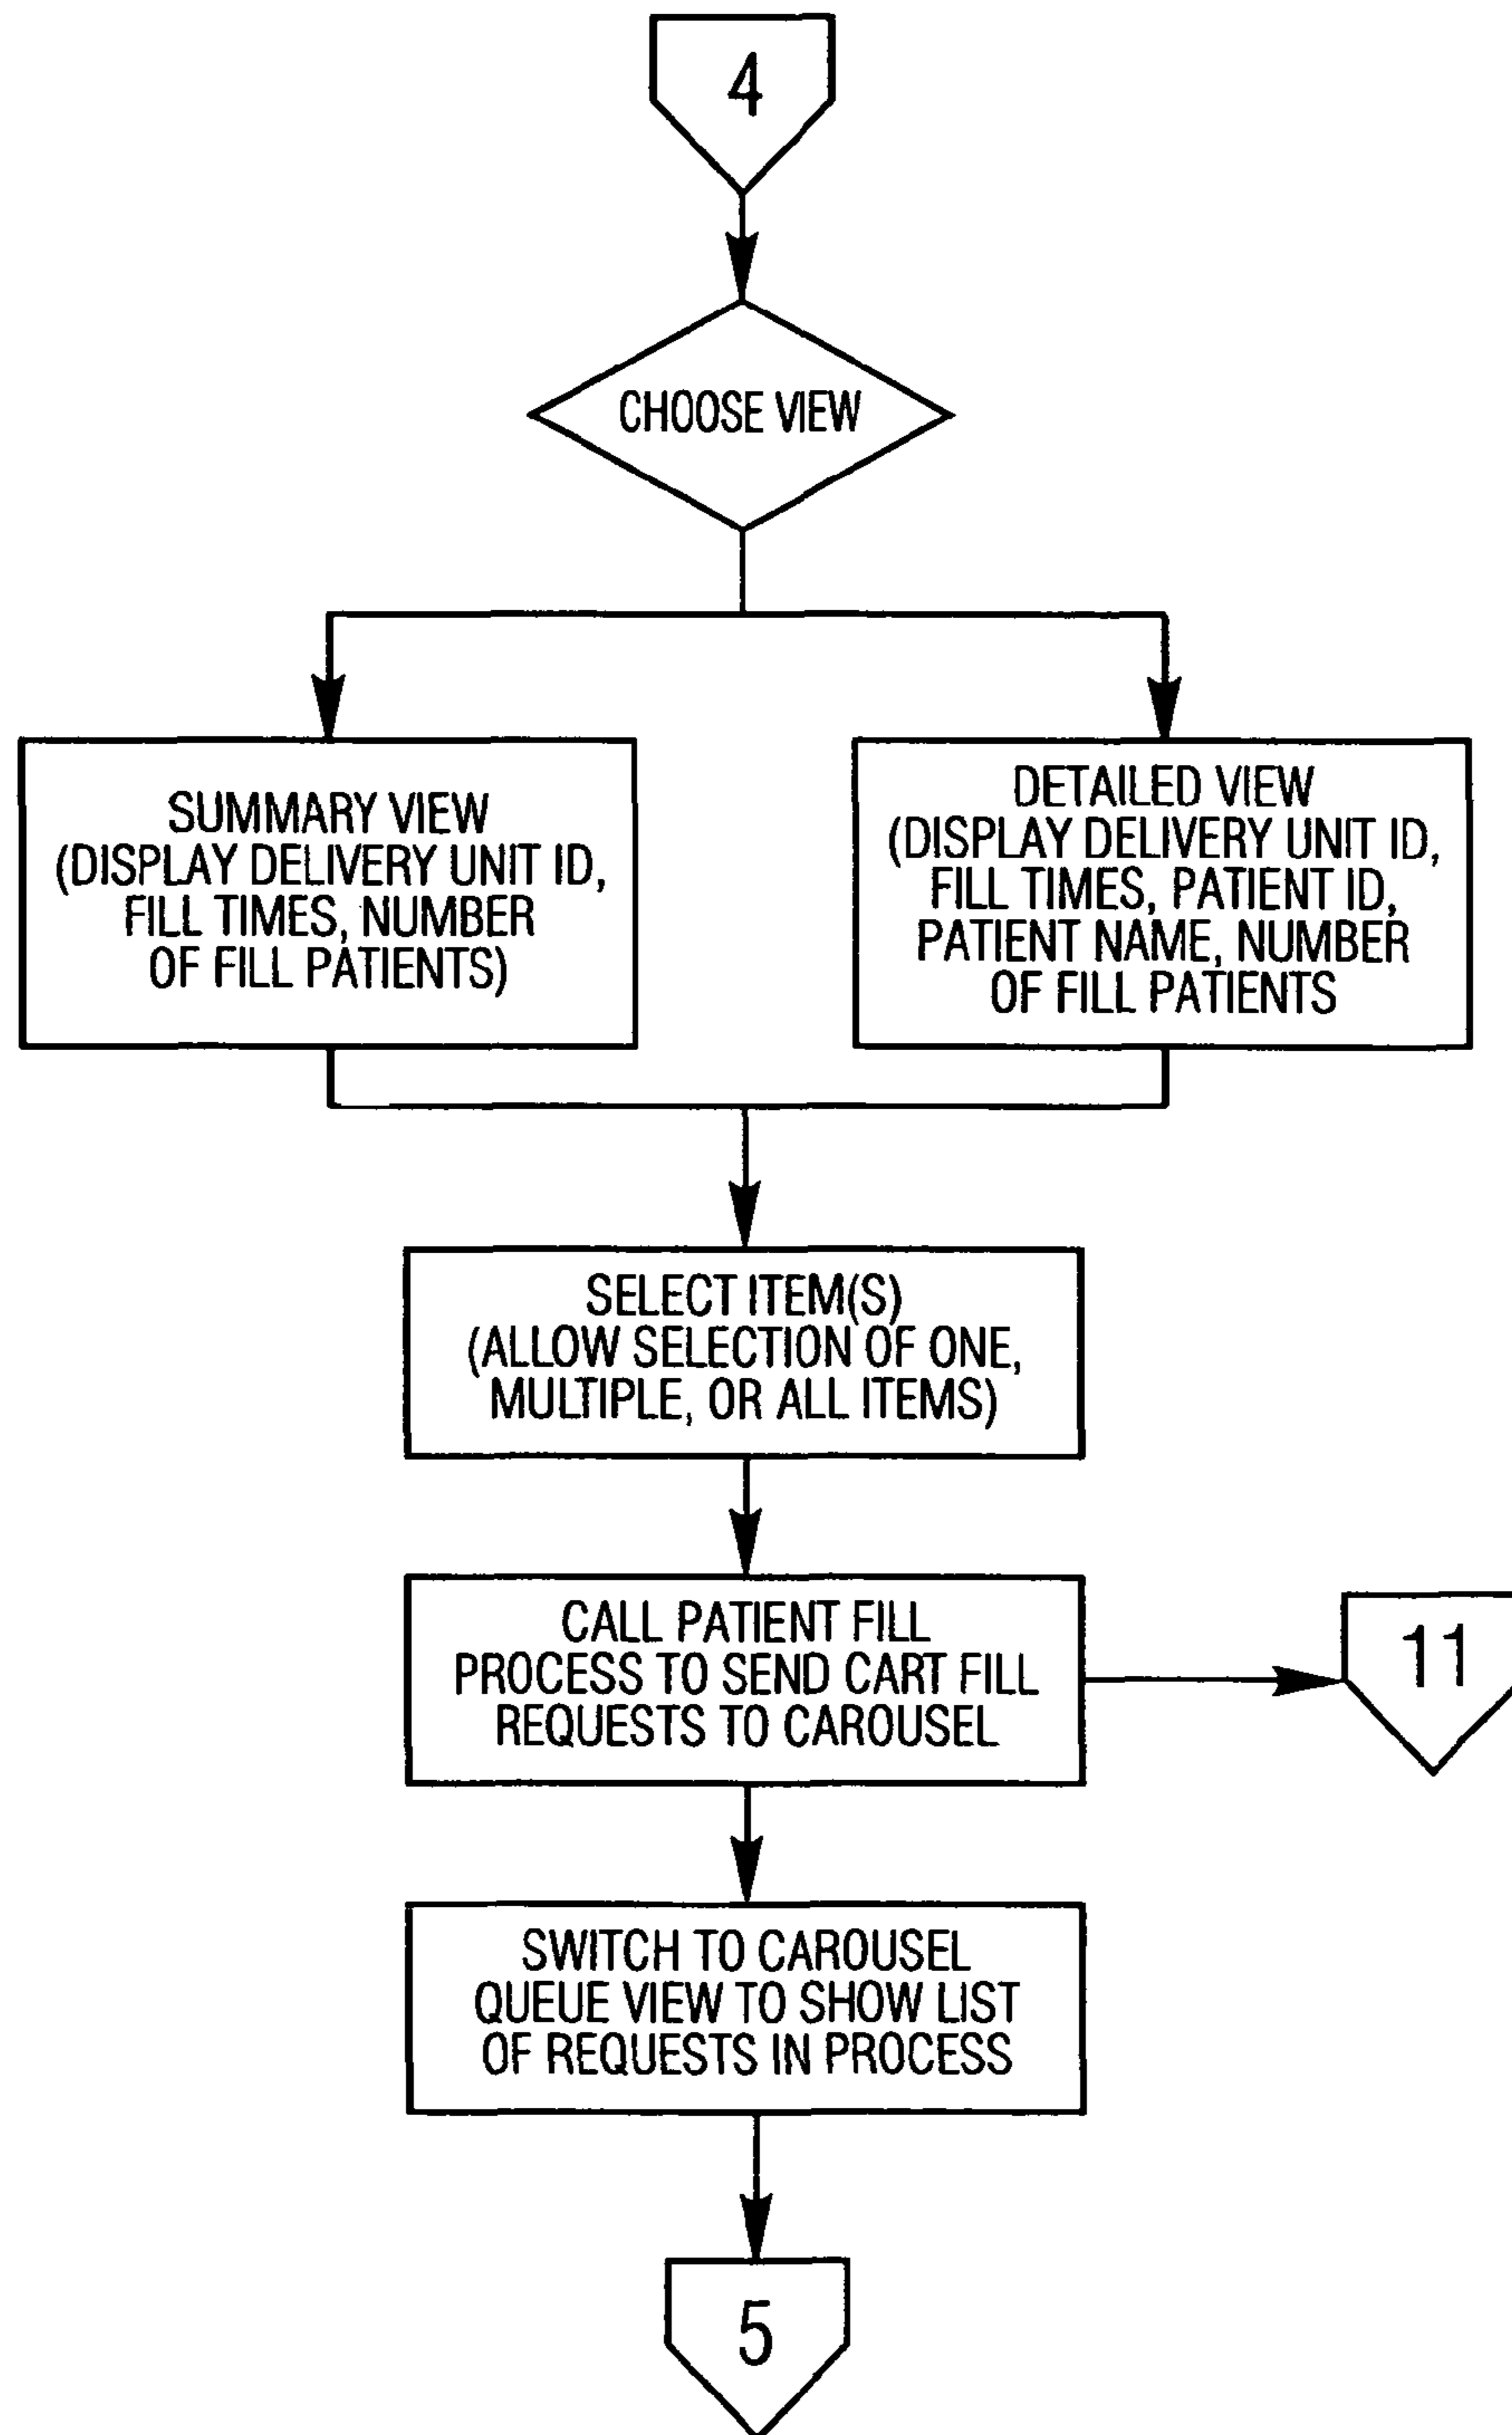 4
CHOOSE VIEW
SUMMARY VIEW
(DISPLAY DELIVERY UNIT ID,
FILL TIMES, NUMBER
OF FILL PATIENTS)
DETAILED VIEW
(DISPLAY DELIVERY UNIT ID,
FILL TIMES, PATIENT ID,
PATIENT NAME, NUMBER
OF FILL PATIENTS
SELECT ITEM(S)
(ALLOW SELECTION OF ONE,
MULTIPLE, OR ALL ITEMS)
CALL PATIENT FILL
PROCESS TO SEND CART FILL
REQUESTS TO CAROUSEL
11
SWITCH TO CAROUSEL
QUEUE VIEW TO SHOW LIST
OF REQUESTS IN PROCESS
5